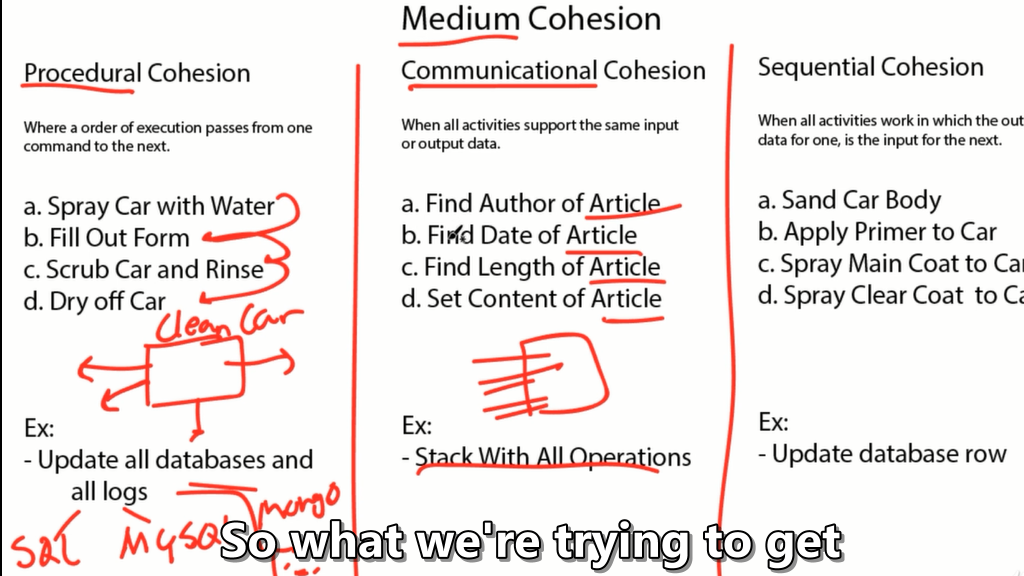 Medium Cohesion
Procedural Cohesion
Where a order of execution passes from one
command to the next.
a. Spray Car with Water
b. Fill Out Form
c. Scrub Car and Rinse
d. Dry off Car
Clean Car
Ex:
- Update all databases and
all logs
SQL MySQL Mongo
Communicational Cohesion
When all activities support the same input
or output data.
a. Find Author of Article
b. Find Date of Article
c. Find Length of Article
d. Set Content of Article
Ex:
- Stack With All Operations
Sequential Cohesion
When all activities work in which the out
data for one, is the input for the next.
a. Sand Car Body
b. Apply Primer to Car
c. Spray Main Coat to Car
d. Spray Clear Coat to Ca
Ex:
- Update database row
So what we're trying to get